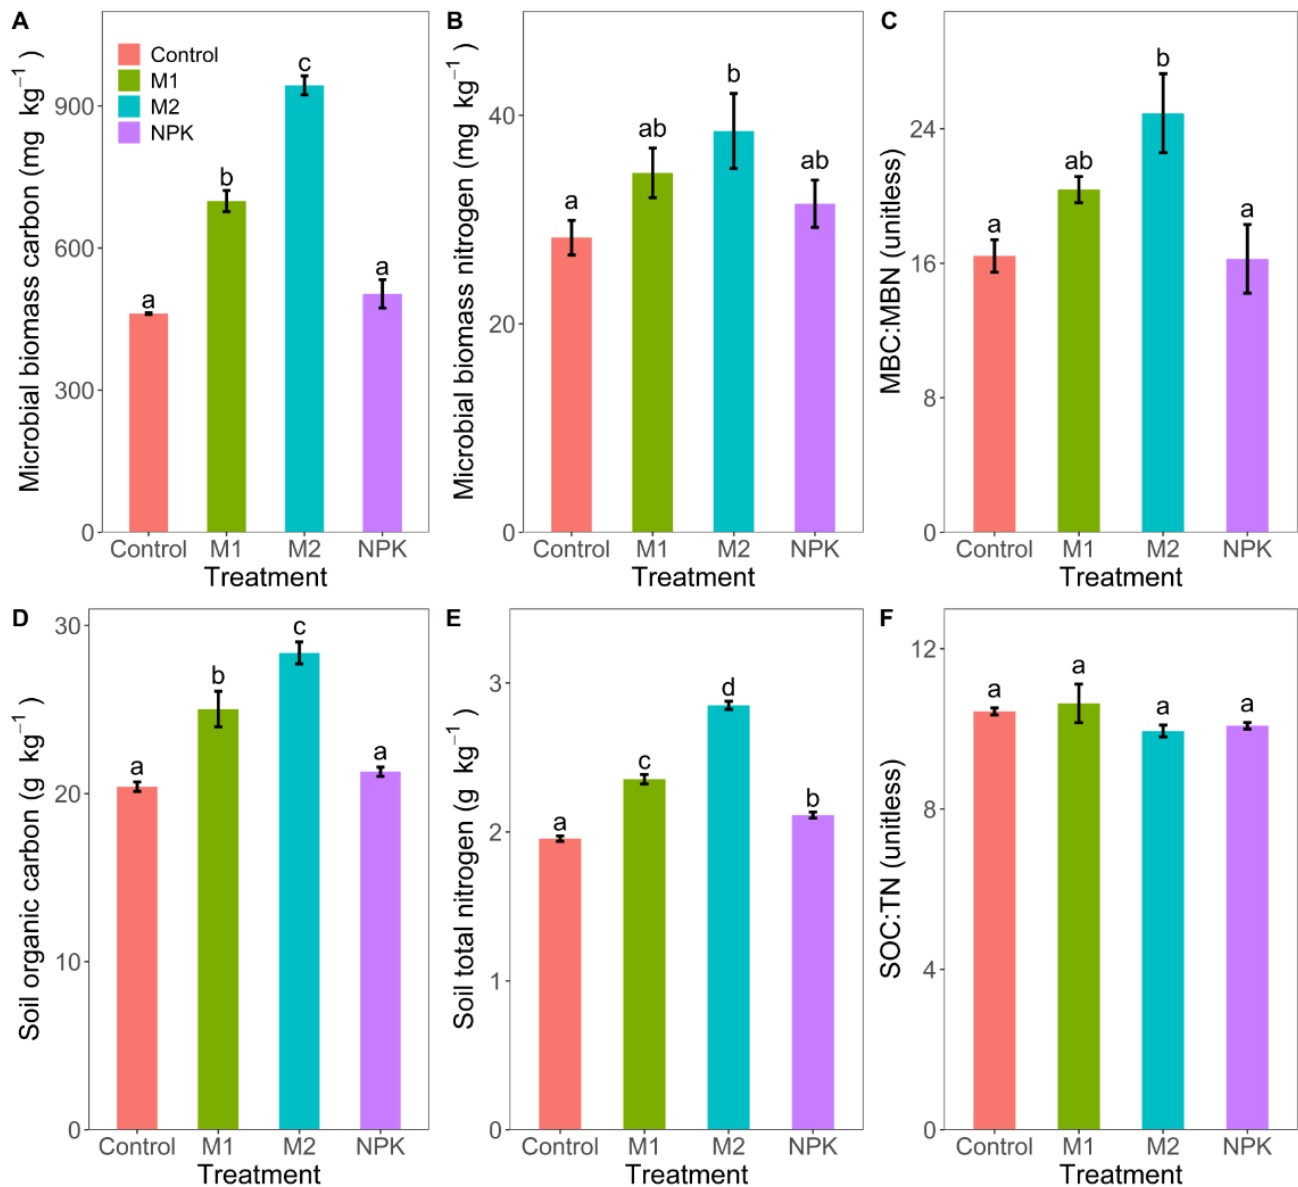 A
Microbial biomass carbon (mg kg⁻¹ )
900
600
300
0
Control
M1
M2
NPK
a
b
c
a
Control M1 M2 NPK
Treatment
B
Microbial biomass nitrogen (mg kg⁻¹ )
40
20
0
a
ab
b
ab
Control M1 M2 NPK
Treatment
C
MBC:MBN (unitless)
24
16
8
0
a
ab
b
a
Control M1 M2 NPK
Treatment
D
Soil organic carbon (g kg⁻¹ )
30
20
10
0
a
b
c
a
Control M1 M2 NPK
Treatment
E
Soil total nitrogen (g kg⁻¹ )
3
2
1
0
a
c
d
b
Control M1 M2 NPK
Treatment
F
SOC:TN (unitless)
12
8
4
0
a
a
a
a
Control M1 M2 NPK
Treatment